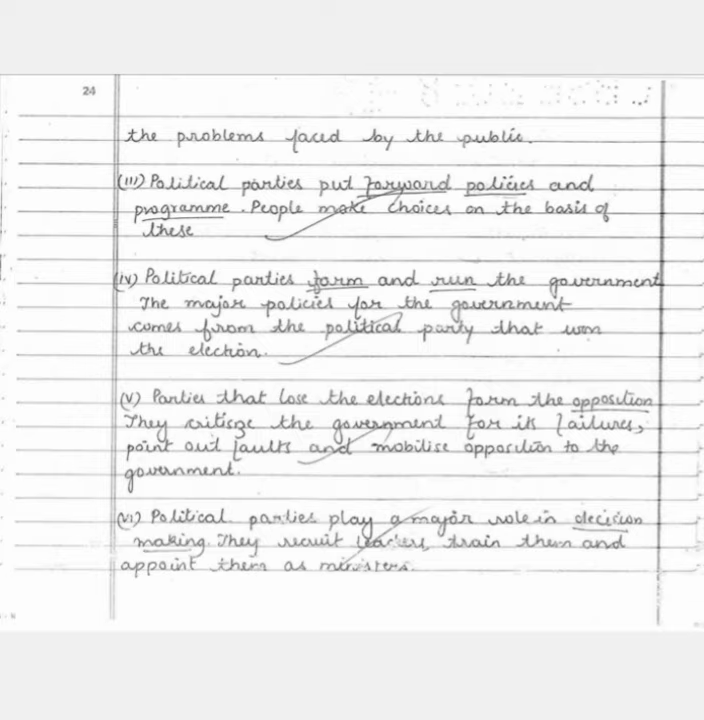 24
the problems faced by the public.
(III) Political parties put forward policies and
programme. People make choices on the basis of
these
(IV) Political parties form and run the government
The major policies for the government
comes from the political party that won
the election.
(V) Parties that lose the elections form the opposition
They critisze the government for its failures,
point out faults and mobilise opposition to the
government.
(VI) Political parties play a major role in decision
making. They recruit leaders, train them and
appoint them as ministers.